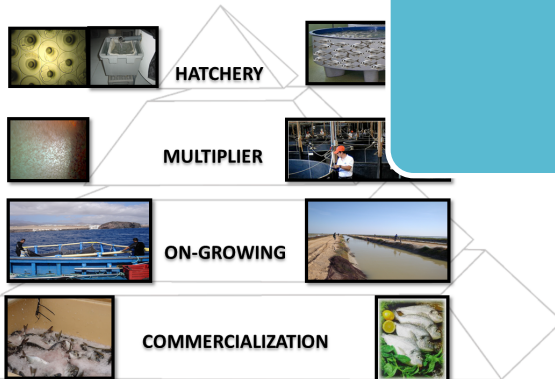 HATCHERY
MULTIPLIER
ON-GROWING
COMMERCIALIZATION